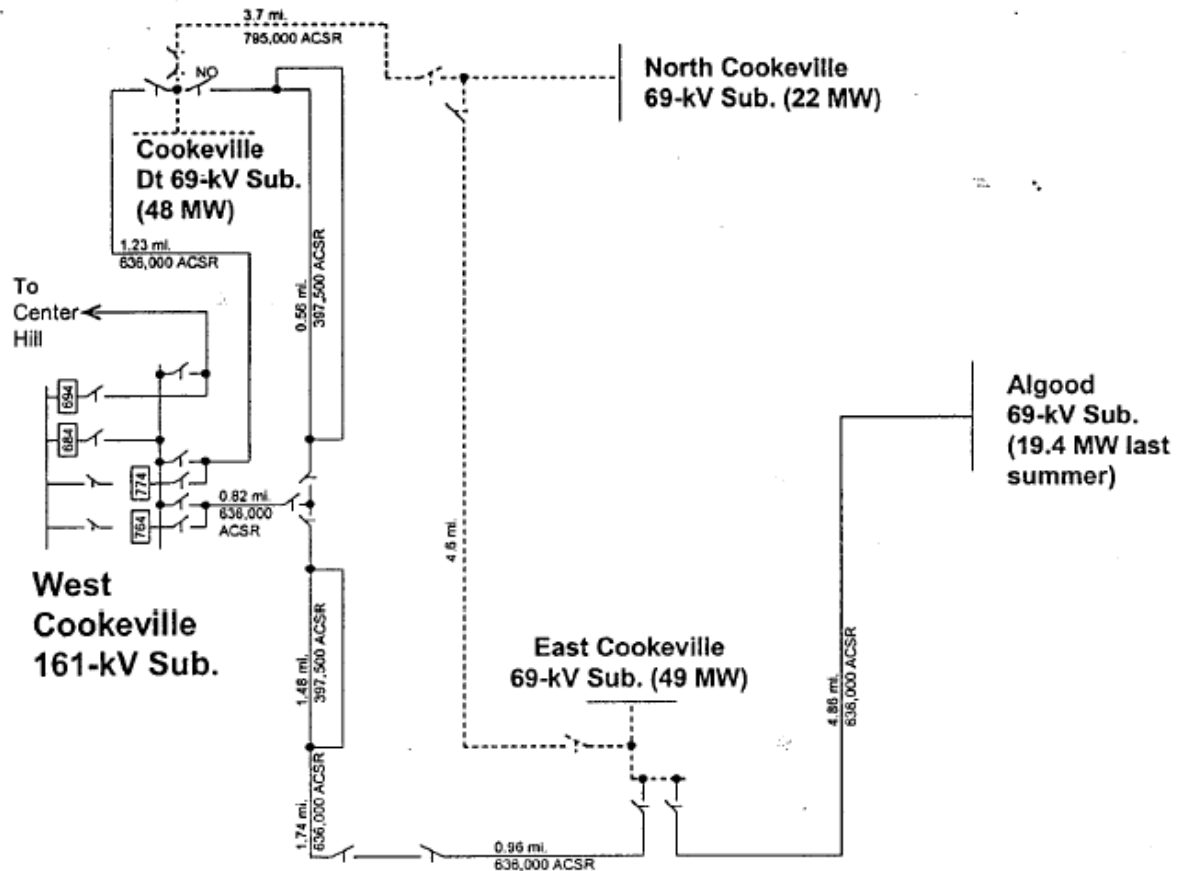 3.7 mi.
795,000 ACSR
NO
North Cookeville
69-kV Sub. (22 MW)
Cookeville
Dt 69-kV Sub.
(48 MW)
1.23 mi.
636,000 ACSR
0.56 mi.
397,500 ACSR
To
Center
Hill
694
684
774
764
0.82 mi.
636,000
ACSR
4.6 mi.
Algood
69-kV Sub.
(19.4 MW last
summer)
West
Cookeville
161-kV Sub.
1.48 mi.
397,500 ACSR
East Cookeville
69-kV Sub. (49 MW)
4.86 mi.
636,000 ACSR
1.74 mi.
636,000 ACSR
0.96 mi.
636,000 ACSR